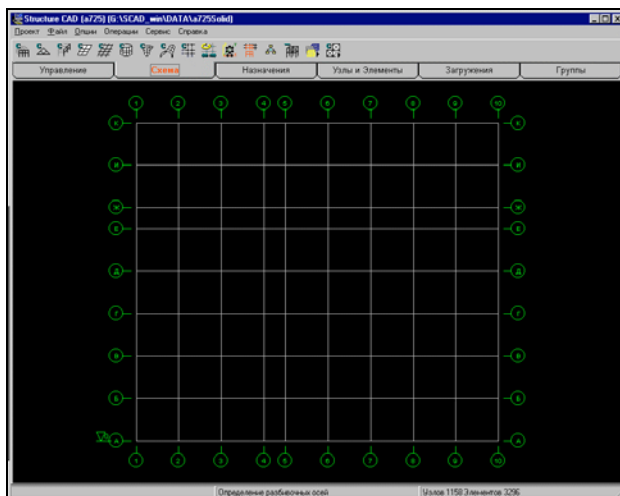 Structure CAD (a725) [G:\SCAD_win\DATA\a725Solid]
Проект Файл Опции Операции Сервис Справка
Управление Схема Назначения Узлы и Элементы Загружения Группы
1 2 3 4 5 6 7 8 9 10
К К
И И
Ж Ж
Е Е
Д Д
Г Г
В В
Б Б
А А
1 2 3 4 5 6 7 8 9 10
Определение разбивочных осей Узлов 1158 Элементов 3296